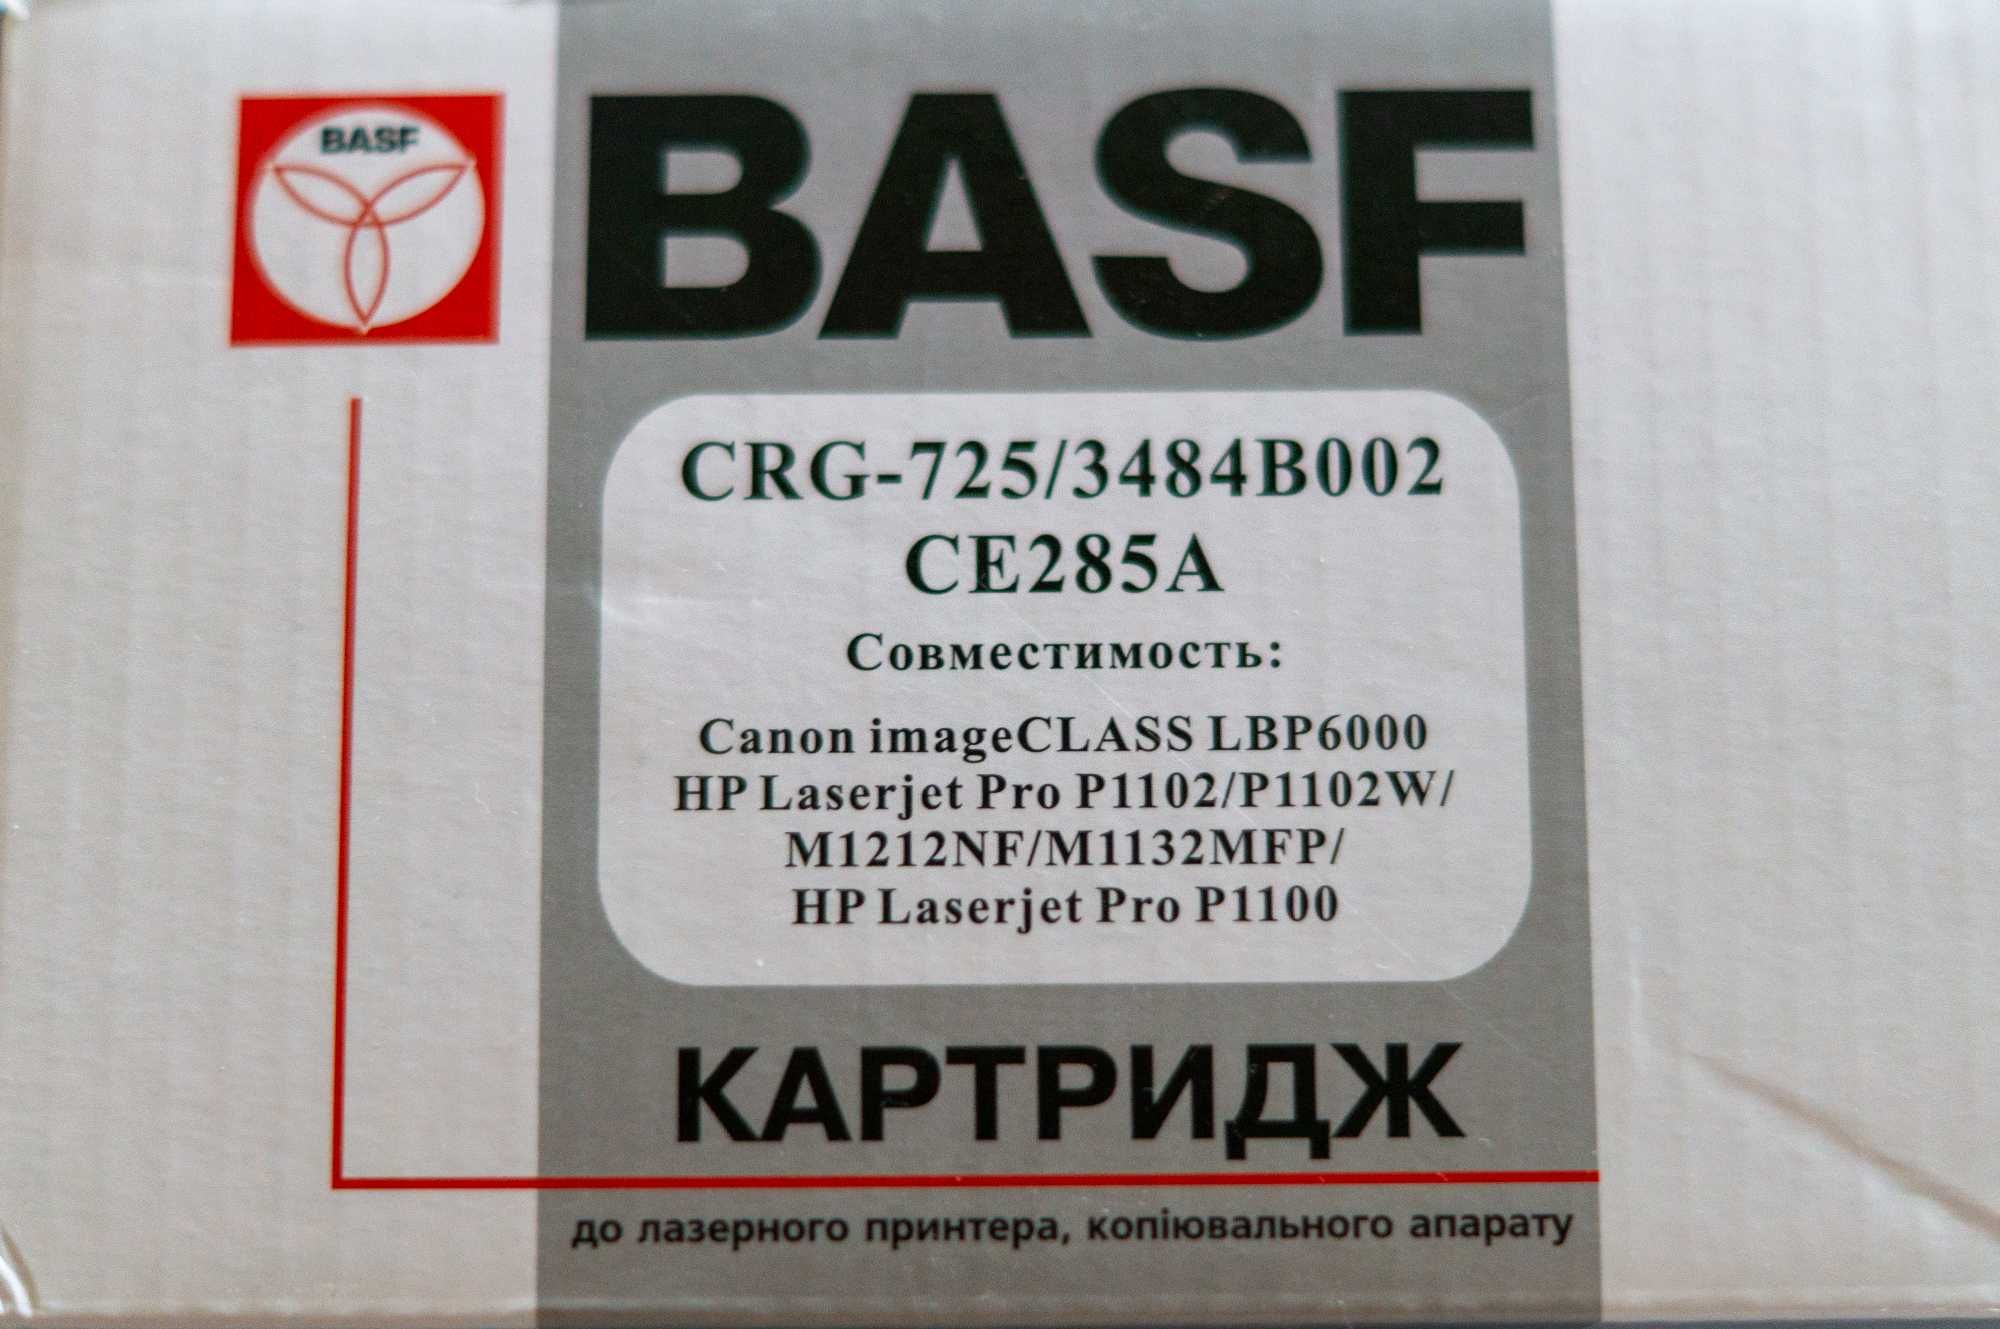 BASF
BASF
CRG-725/3484B002
CE285A
Совместимость:
Canon imageCLASS LBP6000
HP Laserjet Pro P1102/P1102W/
M1212NF/M1132MFP/
HP Laserjet Pro P1100
КАРТРИДЖ
до лазерного принтера, копіювального апарату